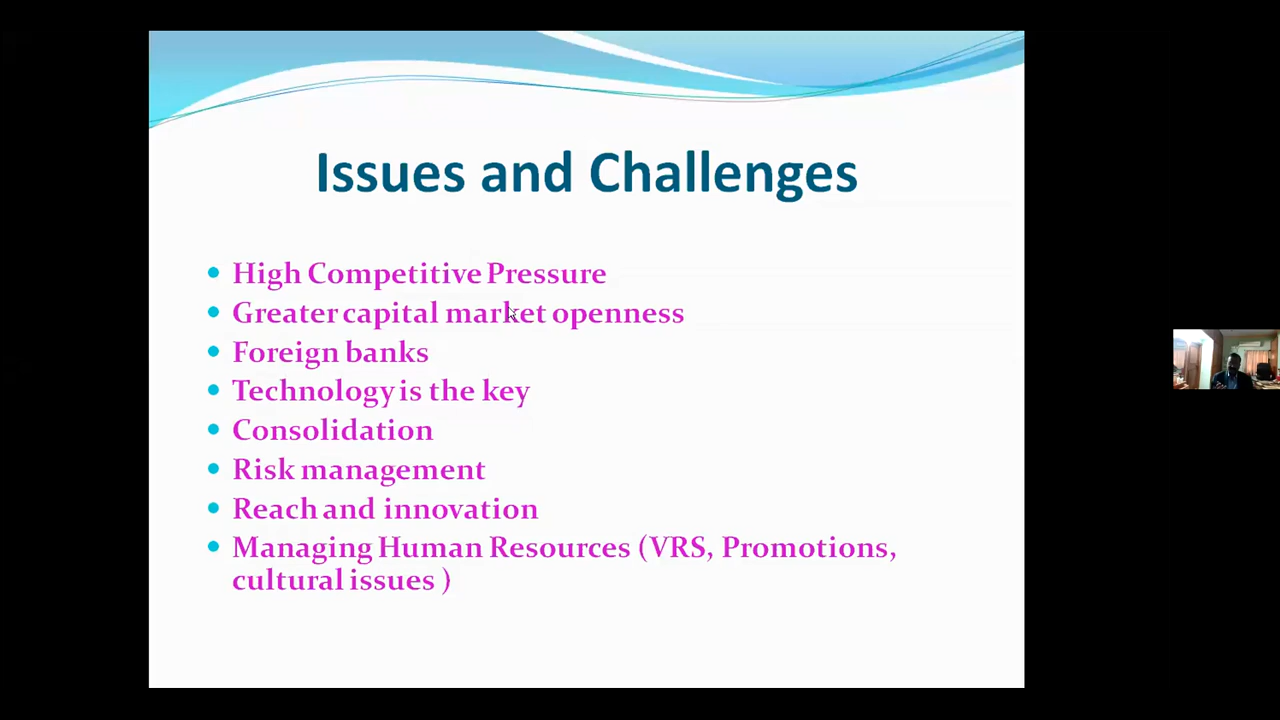 Issues and Challenges
High Competitive Pressure
Greater capital market openness
Foreign banks
Technology is the key
Consolidation
Risk management
Reach and innovation
Managing Human Resources (VRS, Promotions,
cultural issues )